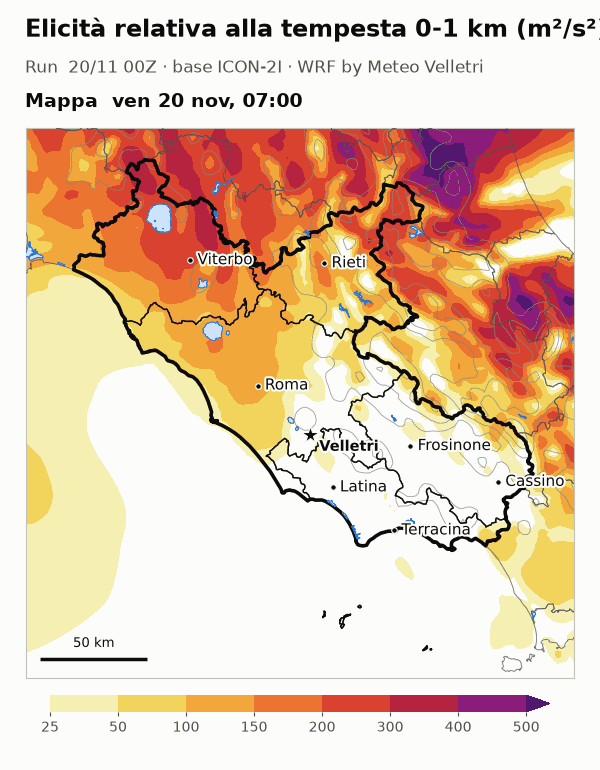 Elicità relativa alla tempesta 0-1 km (m²/s²)
Run 20/11 00Z · base ICON-2I · WRF by Meteo Velletri
Mappa ven 20 nov, 07:00
Viterbo
Rieti
Roma
Velletri
Frosinone
Latina
Cassino
Terracina
50 km
25 50 100 150 200 300 400 500